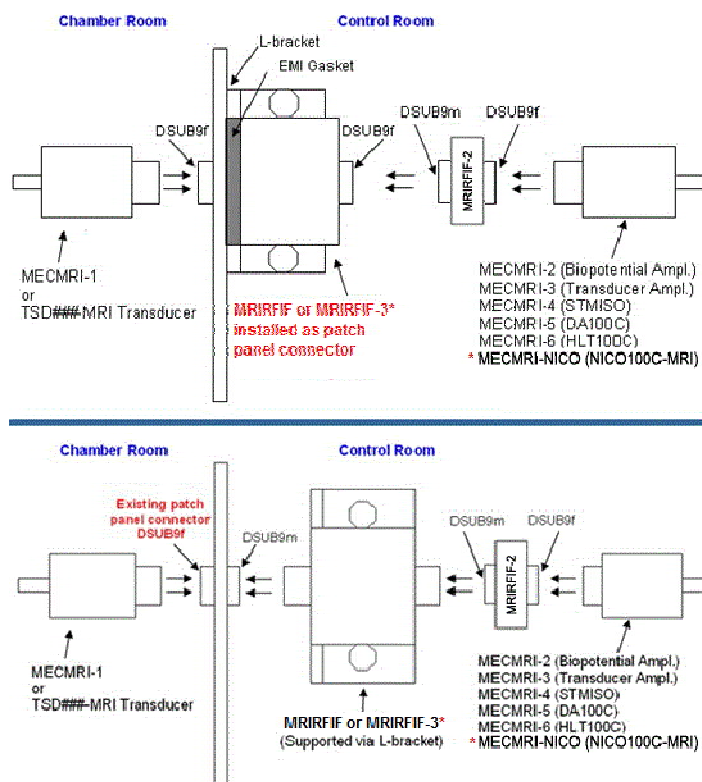 Chamber Room
Control Room
L-bracket
EMI Gasket
DSUB9f
DSUB9f
DSUB9m
DSUB9f
MRIRFIF-2
MECMRI-1
or
TSD###-MRI Transducer
MRIRFIF or MRIRFIF-3*
installed as patch
panel connector
MECMRI-2 (Biopotential Ampl.)
MECMRI-3 (Transducer Ampl.)
MECMRI-4 (STMISO)
MECMRI-5 (DA100C)
MECMRI-6 (HLT100C)
* MECMRI-NICO (NICO100C-MRI)
Chamber Room
Control Room
Existing patch
panel connector
DSUB9f
DSUB9m
DSUB9m
DSUB9f
MRIRFIF-2
MECMRI-1
or
TSD###-MRI Transducer
MRIRFIF or MRIRFIF-3*
(Supported via L-bracket)
MECMRI-2 (Biopotential Ampl.)
MECMRI-3 (Transducer Ampl.)
MECMRI-4 (STMISO)
MECMRI-5 (DA100C)
MECMRI-6 (HLT100C)
* MECMRI-NICO (NICO100C-MRI)